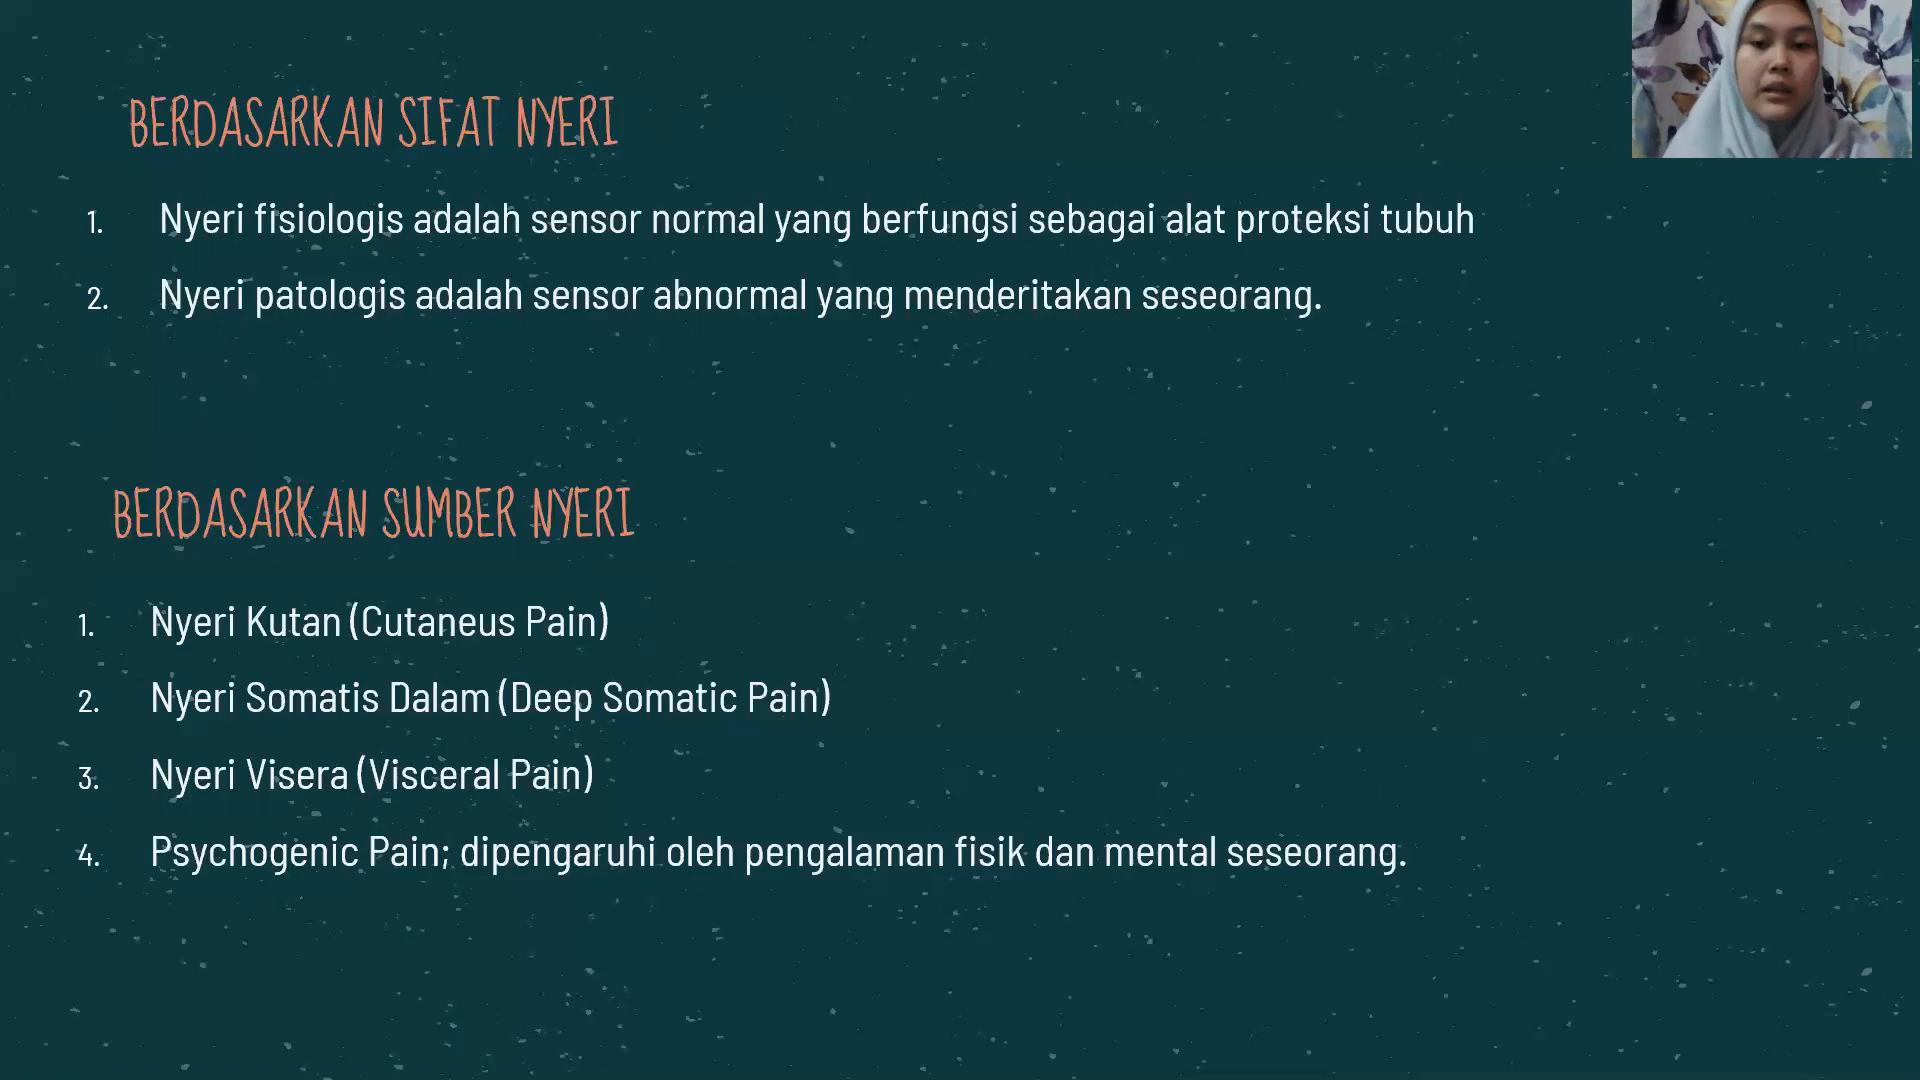 BERDASARKAN SIFAT NYERI
1. Nyeri fisiologis adalah sensor normal yang berfungsi sebagai alat proteksi tubuh
2. Nyeri patologis adalah sensor abnormal yang menderitakan seseorang.
BERDASARKAN SUMBER NYERI
1. Nyeri Kutan (Cutaneus Pain)
2. Nyeri Somatis Dalam (Deep Somatic Pain)
3. Nyeri Visera (Visceral Pain)
4. Psychogenic Pain; dipengaruhi oleh pengalaman fisik dan mental seseorang.